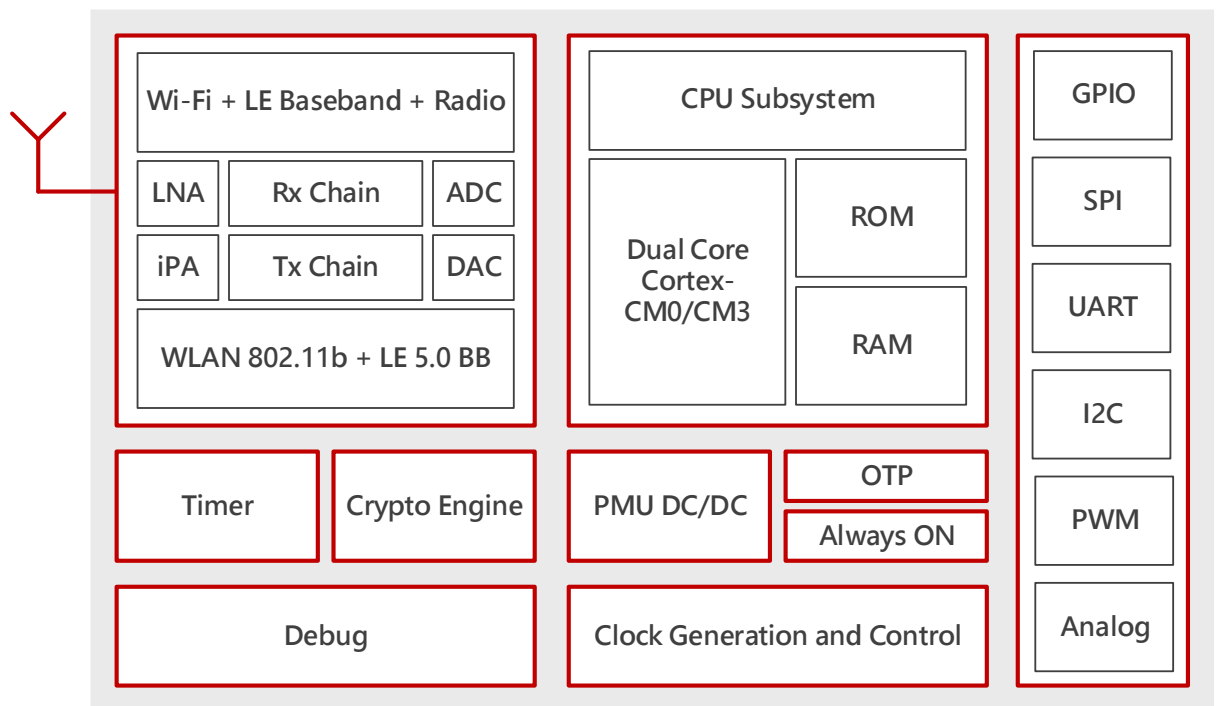 Wi-Fi + LE Baseband + Radio
LNA
Rx Chain
ADC
iPA
Tx Chain
DAC
WLAN 802.11b + LE 5.0 BB
CPU Subsystem
Dual Core
Cortex-
CM0/CM3
ROM
RAM
GPIO
SPI
UART
I2C
PWM
Analog
Timer
Crypto Engine
PMU DC/DC
OTP
Always ON
Debug
Clock Generation and Control